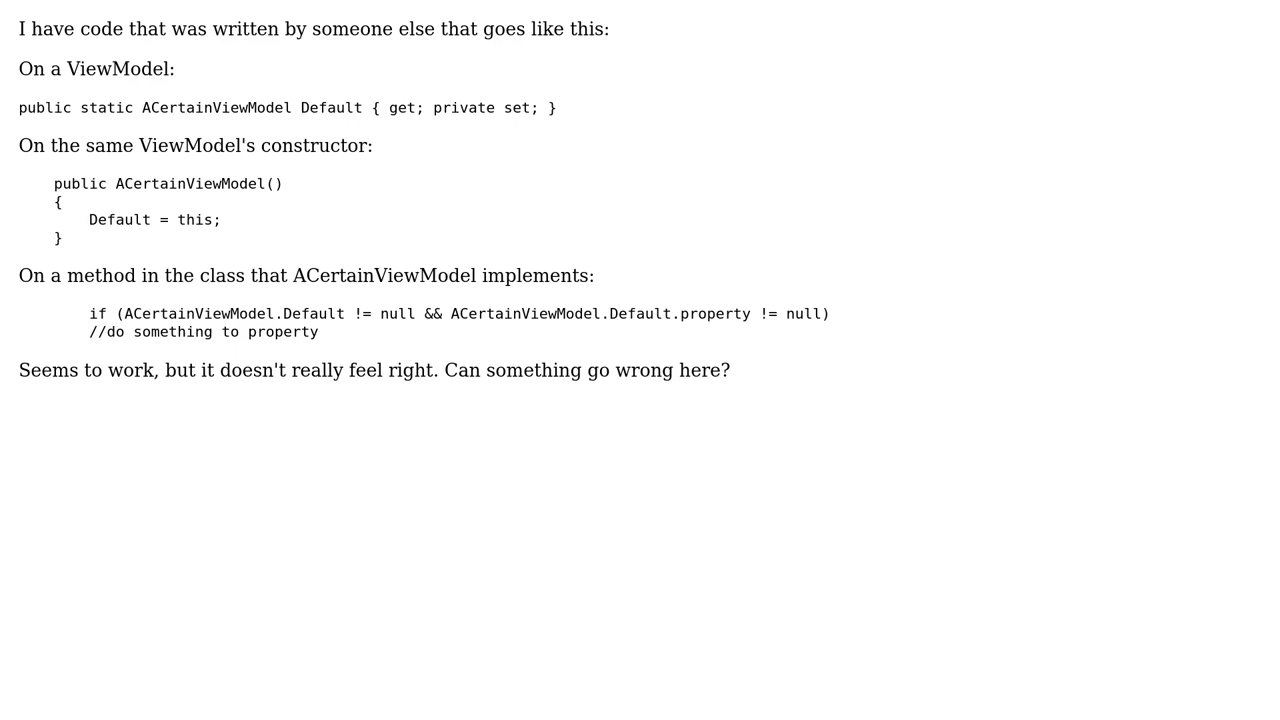 I have code that was written by someone else that goes like this:
On a ViewModel:
public static ACertainViewModel Default { get; private set; }
On the same ViewModel's constructor:
    public ACertainViewModel()
    {
        Default = this;
    }
On a method in the class that ACertainViewModel implements:
        if (ACertainViewModel.Default != null && ACertainViewModel.Default.property != null)
        //do something to property
Seems to work, but it doesn't really feel right. Can something go wrong here?